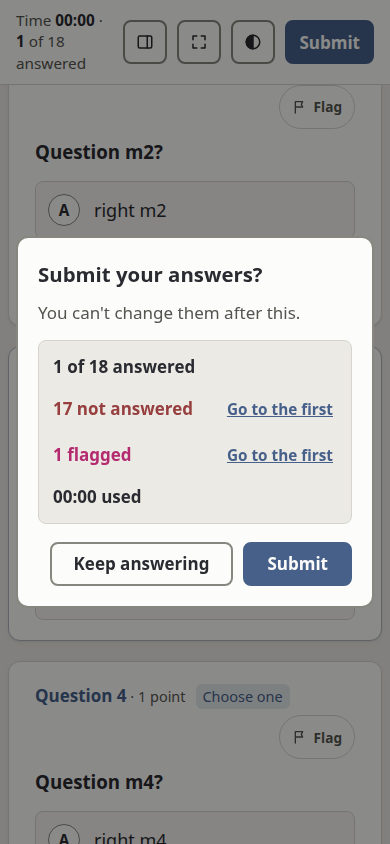 Time 00:00 ·
1 of 18
answered
Submit
Flag
Question m2?
A right m2
Submit your answers?
You can't change them after this.
1 of 18 answered
17 not answered Go to the first
1 flagged Go to the first
00:00 used
Keep answering Submit
Question 4 · 1 point Choose one
Flag
Question m4?
A right m4